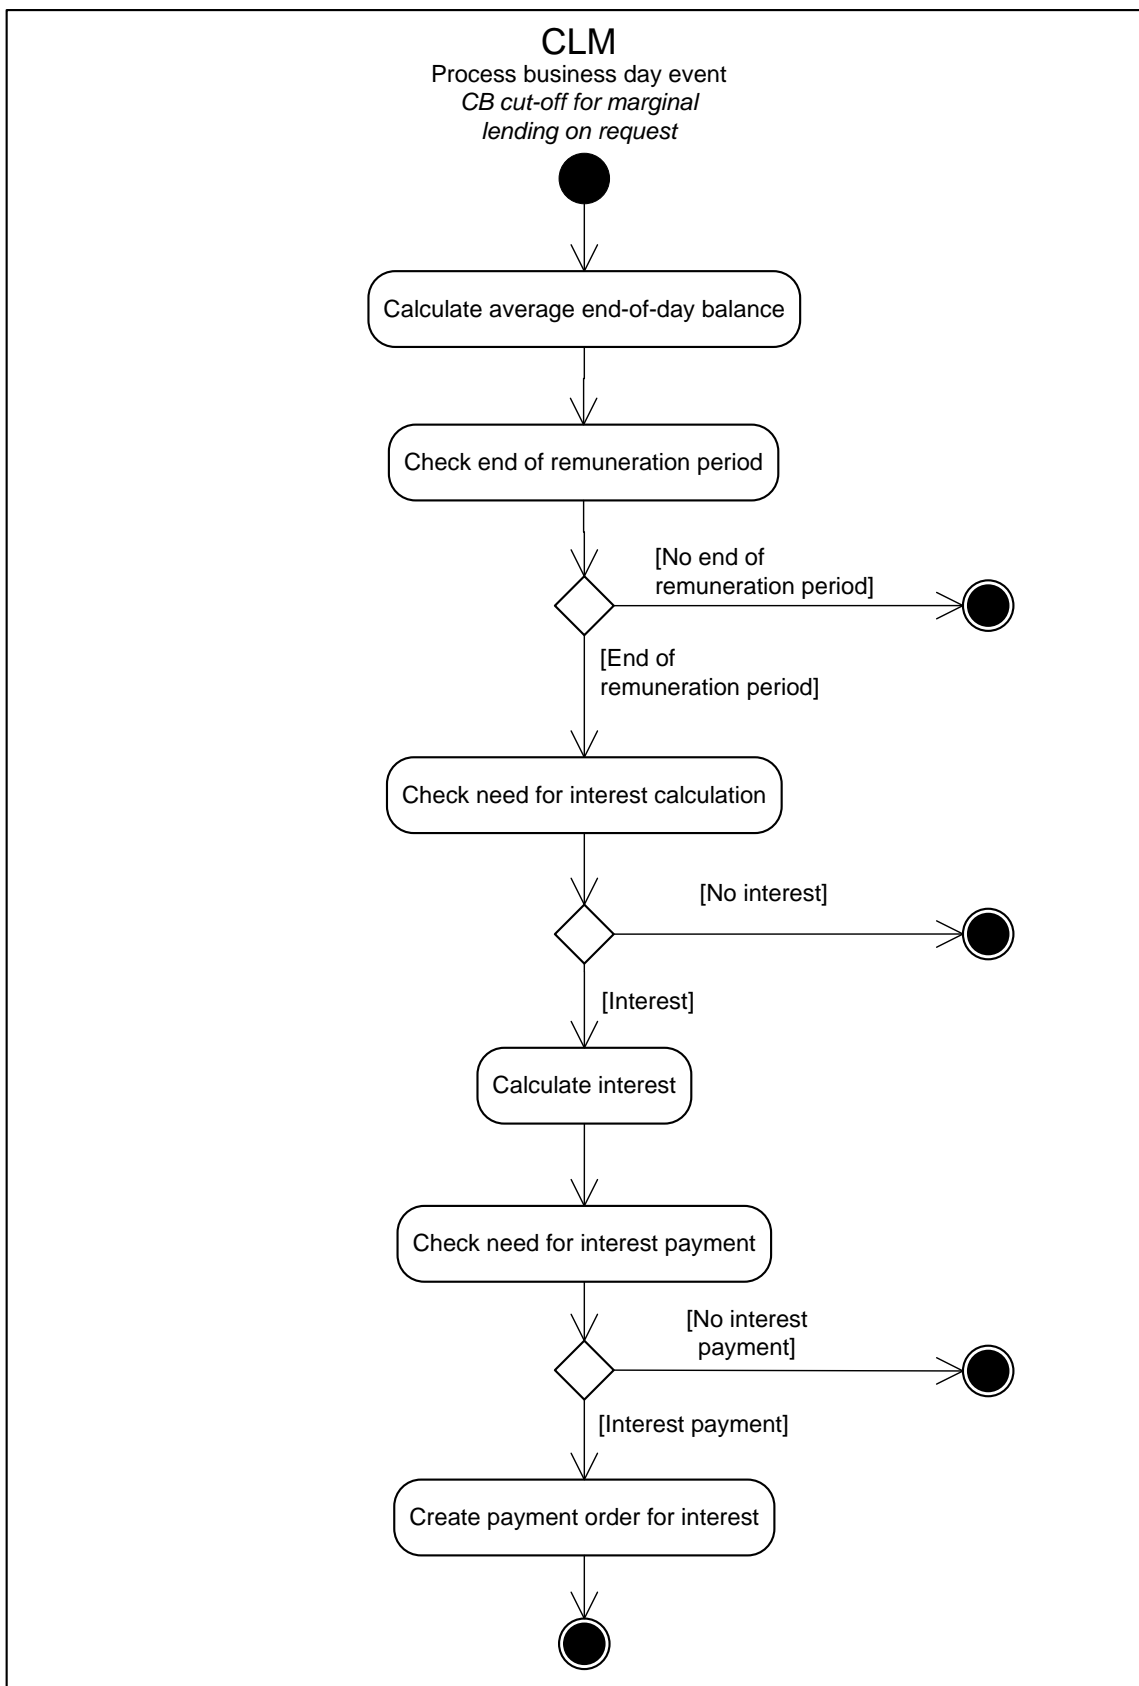 CLM
Process business day event
CB cut-off for marginal
lending on request
Calculate average end-of-day balance
Check end of remuneration period
[No end of
remuneration period]
[End of
remuneration period]
Check need for interest calculation
[No interest]
[Interest]
Calculate interest
Check need for interest payment
[No interest
payment]
[Interest payment]
Create payment order for interest